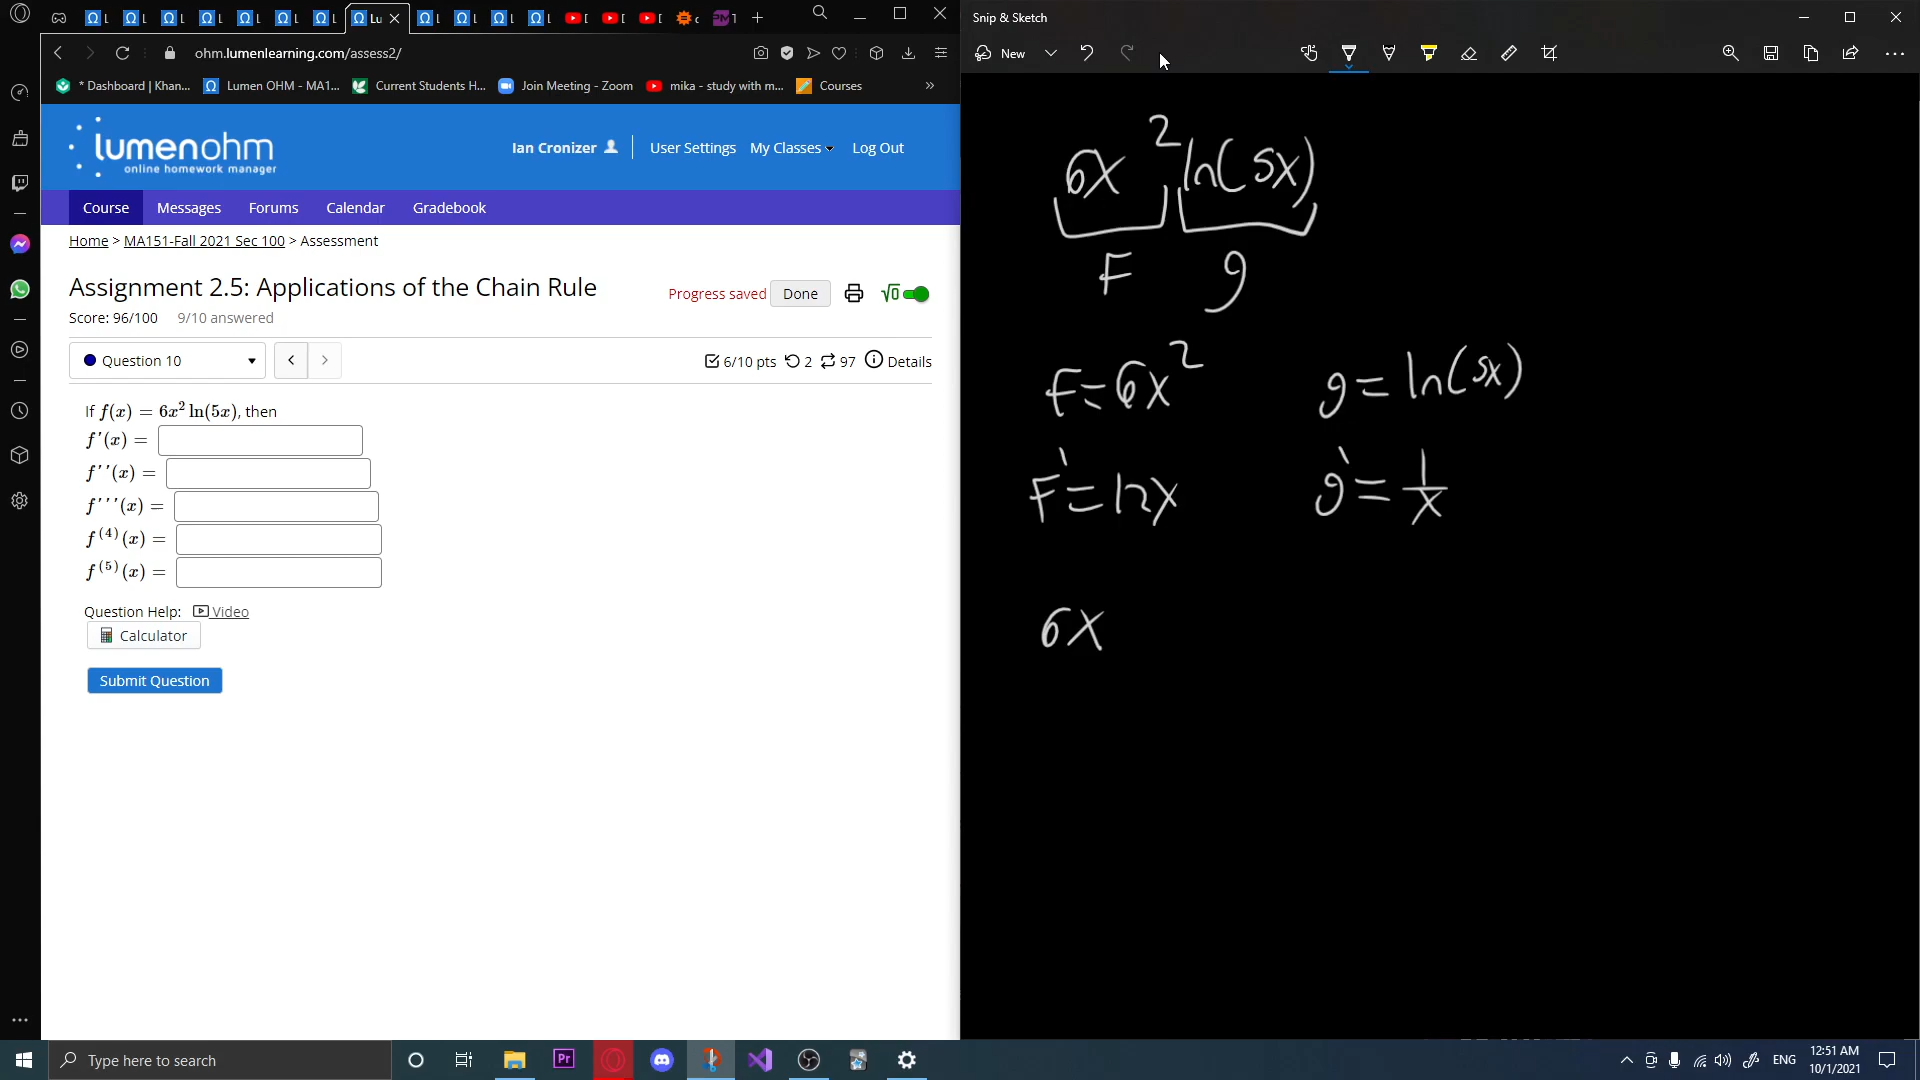 Lu
Snip & Sketch
New
ohm.lumenlearning.com/assess2/
* Dashboard | Khan...
Lumen OHM - MA1...
Current Students H...
Join Meeting - Zoom
mika - study with m...
Courses
»
lumenohm
online homework manager
Ian Cronizer
User Settings
My Classes
Log Out
Course
Messages
Forums
Calendar
Gradebook
Home > MA151-Fall 2021 Sec 100 > Assessment
Assignment 2.5: Applications of the Chain Rule
Progress saved
Done
√0
Score: 96/100
9/10 answered
Question 10
<
>
6/10 pts
2
97
Details
If f(x) = 6x² ln(5x), then
f'(x) =
f''(x) =
f'''(x) =
f⁽⁴⁾(x) =
f⁽⁵⁾(x) =
Question Help:
Video
Calculator
Submit Question
6x² ln(5x)
F g
F = 6x² g = ln(5x)
F' = 12x g' = 1/x
6x
Type here to search
Pr
ENG
12:51 AM
10/1/2021